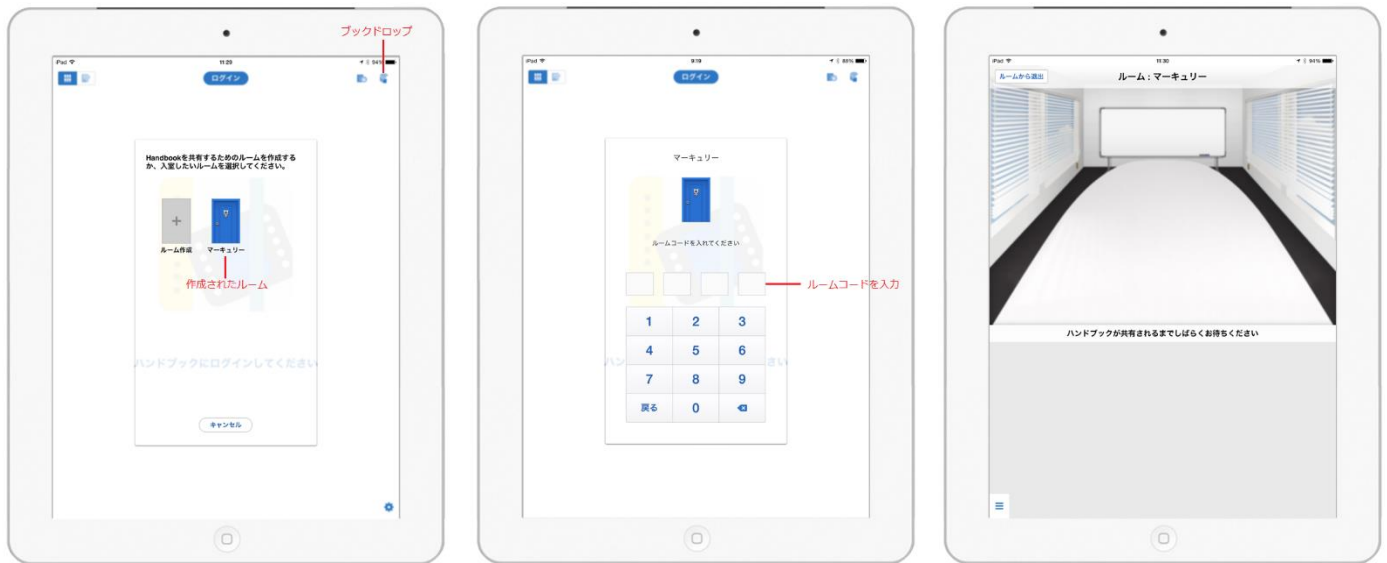 ブックドロップ
iPad 11:29 94%
ログイン
Handbookを共有するためのルームを作成する
か、入室したいルームを選択してください。
ルーム作成 マーキュリー
作成されたルーム
ハンドブックにログインしてください
キャンセル
iPad 9:19 88%
ログイン
マーキュリー
ルームコードを入れてください
ルームコードを入力
1 2 3
4 5 6
ハン さい
7 8 9
戻る 0
iPad 11:30 94%
ルームから退出 ルーム：マーキュリー
ハンドブックが共有されるまでしばらくお待ちください